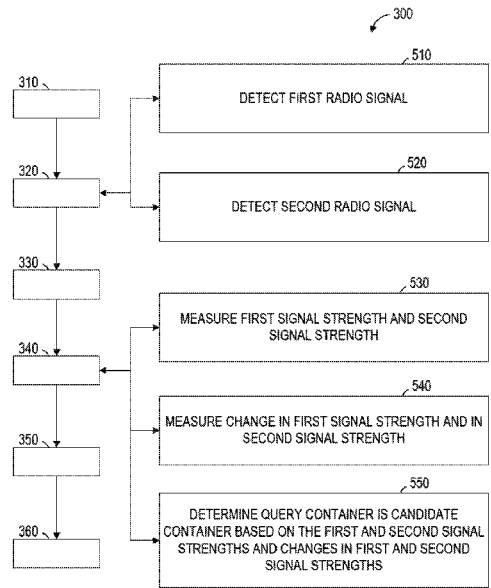 300
310
320
330
340
350
360
510
DETECT FIRST RADIO SIGNAL
520
DETECT SECOND RADIO SIGNAL
530
MEASURE FIRST SIGNAL STRENGTH AND SECOND
SIGNAL STRENGTH
540
MEASURE CHANGE IN FIRST SIGNAL STRENGTH AND IN
SECOND SIGNAL STRENGTH
550
DETERMINE QUERY CONTAINER IS CANDIDATE
CONTAINER BASED ON THE FIRST AND SECOND SIGNAL
STRENGTHS AND CHANGES IN FIRST AND SECOND SIGNAL
STRENGTHS